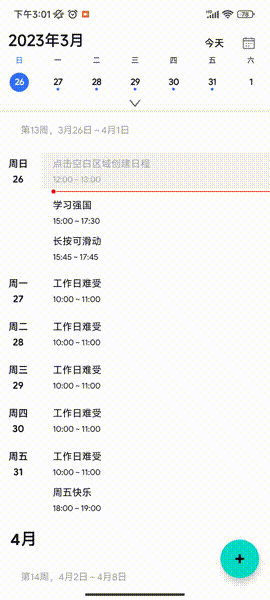 下午3:01
78
2023年3月
今天
日 一 二 三 四 五 六
26 27 28 29 30 31 1
第13周，3月26日 – 4月1日
周日
26
点击空白区域创建日程
12:00 – 13:00
学习强国
15:00 ~ 17:30
长按可滑动
15:45 ~ 17:45
周一
27
工作日难受
10:00 ~ 11:00
周二
28
工作日难受
10:00 ~ 11:00
周三
29
工作日难受
10:00 ~ 11:00
周四
30
工作日难受
10:00 ~ 11:00
周五
31
工作日难受
10:00 ~ 11:00
周五快乐
18:00 ~ 19:00
4月
第14周，4月2日 – 4月8日